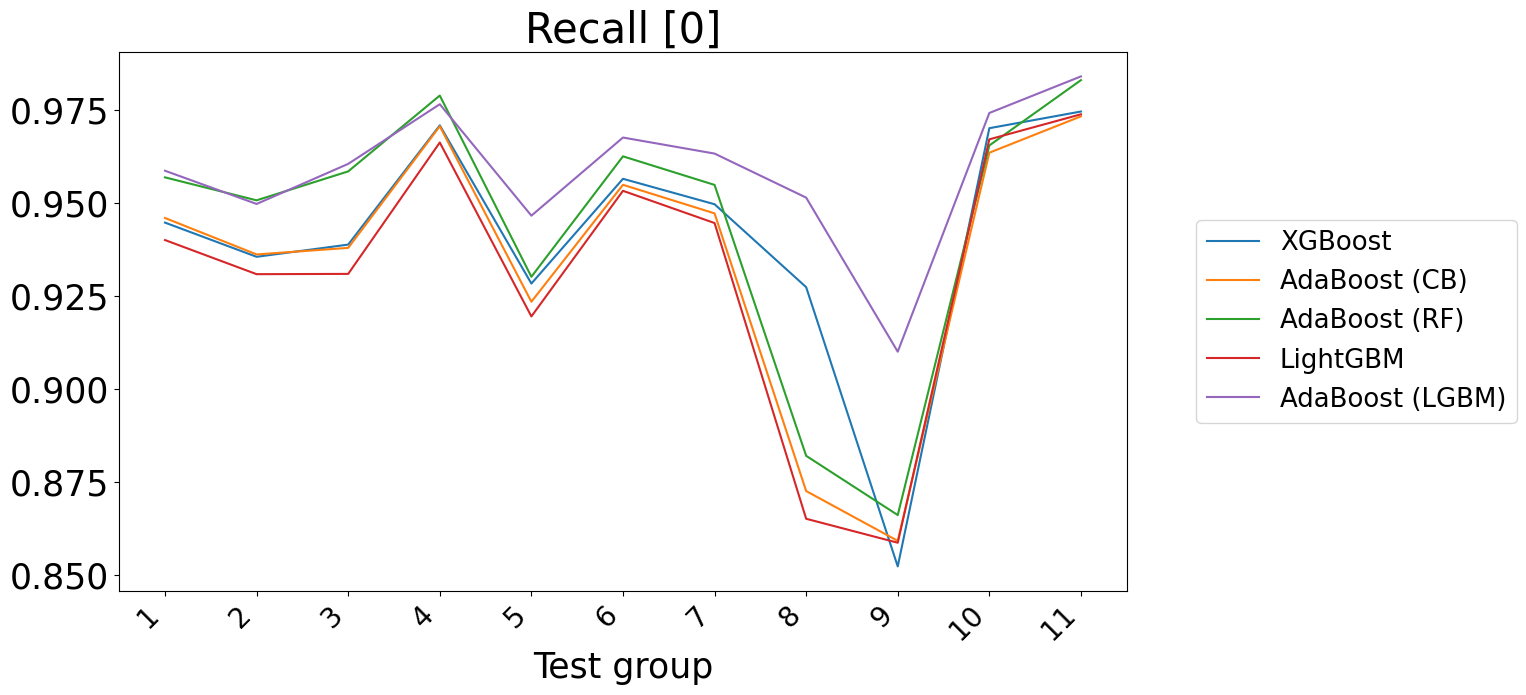 Recall [0]
0.975
0.950
0.925
0.900
0.875
0.850
1 2 3 4 5 6 7 8 9 10 11
Test group
XGBoost
AdaBoost (CB)
AdaBoost (RF)
LightGBM
AdaBoost (LGBM)